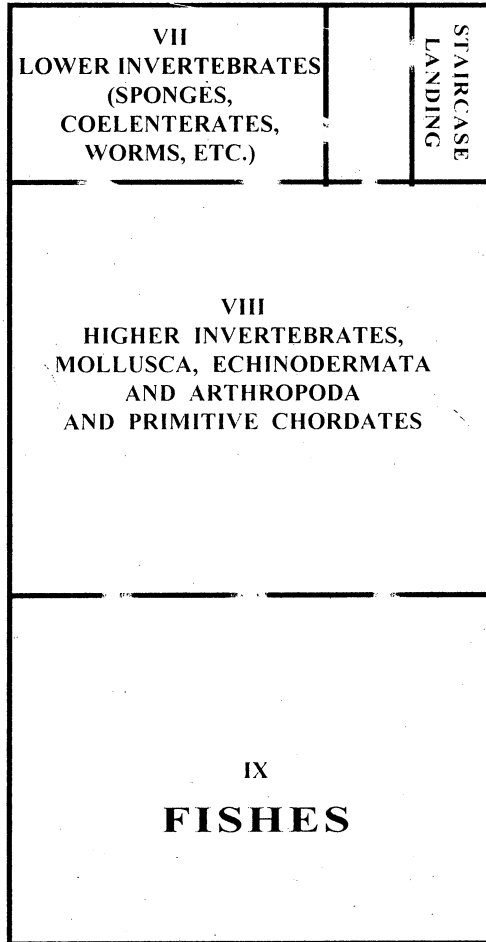 VII
LOWER INVERTEBRATES
(SPONGES,
COELENTERATES,
WORMS, ETC.)
STAIRCASE
LANDING
VIII
HIGHER INVERTEBRATES,
MOLLUSCA, ECHINODERMATA
AND ARTHROPODA
AND PRIMITIVE CHORDATES
IX
FISHES